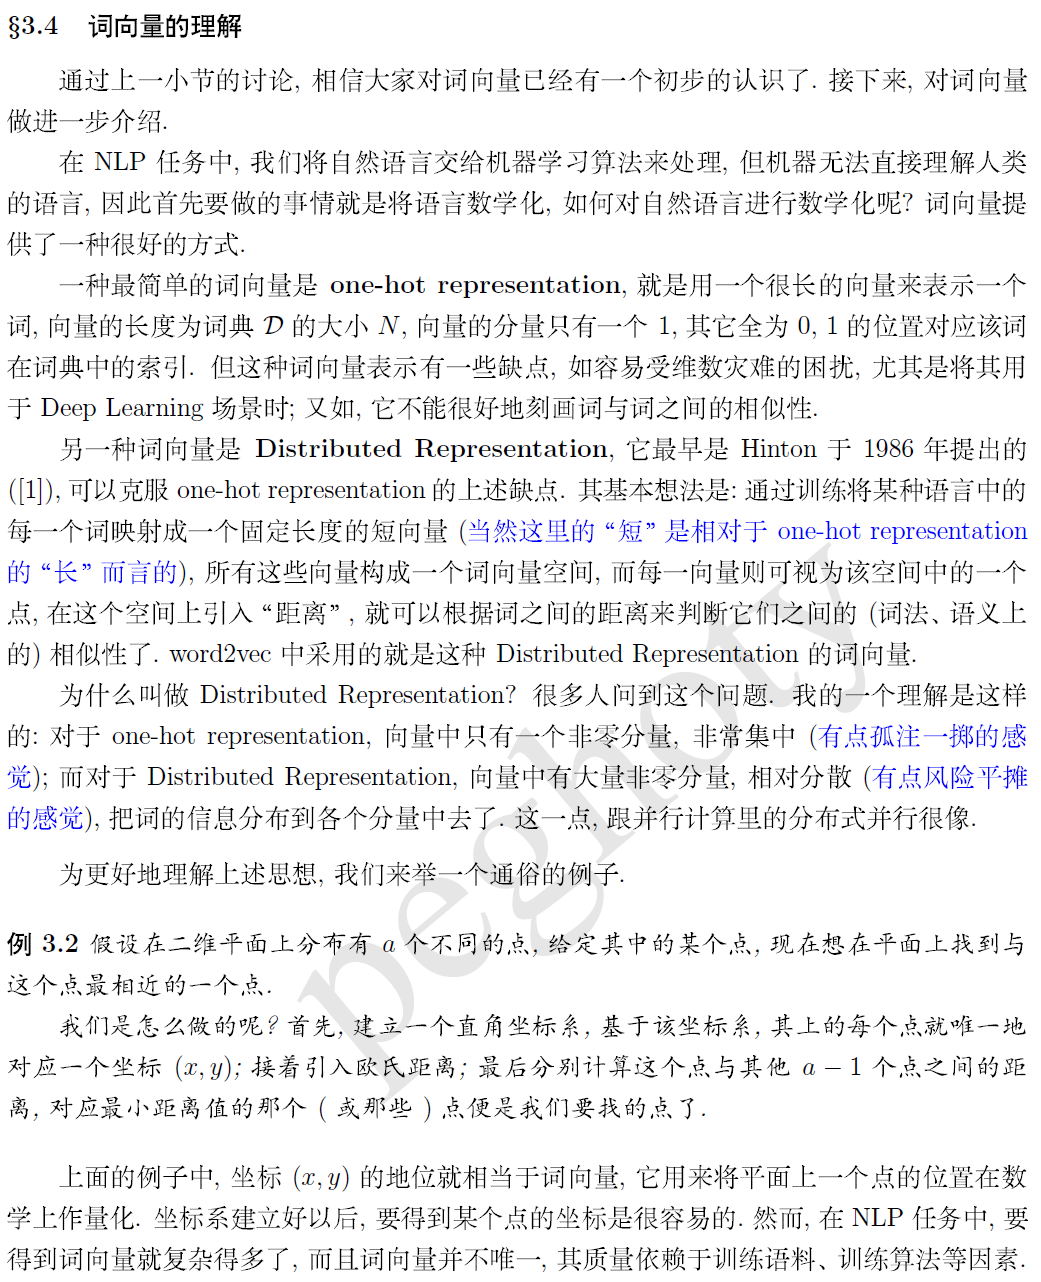 §3.4 词向量的理解
通过上一小节的讨论, 相信大家对词向量已经有一个初步的认识了. 接下来, 对词向量
做进一步介绍.
在 NLP 任务中, 我们将自然语言交给机器学习算法来处理, 但机器无法直接理解人类
的语言, 因此首先要做的事情就是将语言数学化, 如何对自然语言进行数学化呢? 词向量提
供了一种很好的方式.
一种最简单的词向量是 one-hot representation, 就是用一个很长的向量来表示一个
词, 向量的长度为词典 D 的大小 N, 向量的分量只有一个 1, 其它全为 0, 1 的位置对应该词
在词典中的索引. 但这种词向量表示有一些缺点, 如容易受维数灾难的困扰, 尤其是将其用
于 Deep Learning 场景时; 又如, 它不能很好地刻画词与词之间的相似性.
另一种词向量是 Distributed Representation, 它最早是 Hinton 于 1986 年提出的
([1]), 可以克服 one-hot representation 的上述缺点. 其基本想法是: 通过训练将某种语言中的
每一个词映射成一个固定长度的短向量 (当然这里的 “短” 是相对于 one-hot representation
的 “长” 而言的), 所有这些向量构成一个词向量空间, 而每一向量则可视为该空间中的一个
点, 在这个空间上引入 “距离” , 就可以根据词之间的距离来判断它们之间的 (词法、语义上
的) 相似性了. word2vec 中采用的就是这种 Distributed Representation 的词向量.
为什么叫做 Distributed Representation? 很多人问到这个问题. 我的一个理解是这样
的: 对于 one-hot representation, 向量中只有一个非零分量, 非常集中 (有点孤注一掷的感
觉); 而对于 Distributed Representation, 向量中有大量非零分量, 相对分散 (有点风险平摊
的感觉), 把词的信息分布到各个分量中去了. 这一点, 跟并行计算里的分布式并行很像.
为更好地理解上述思想, 我们来举一个通俗的例子.
例 3.2 假设在二维平面上分布有 a 个不同的点, 给定其中的某个点, 现在想在平面上找到与
这个点最相近的一个点.
我们是怎么做的呢? 首先, 建立一个直角坐标系, 基于该坐标系, 其上的每个点就唯一地
对应一个坐标 (x, y); 接着引入欧氏距离; 最后分别计算这个点与其他 a − 1 个点之间的距
离, 对应最小距离值的那个 ( 或那些 ) 点便是我们要找的点了.
上面的例子中, 坐标 (x, y) 的地位就相当于词向量, 它用来将平面上一个点的位置在数
学上作量化. 坐标系建立好以后, 要得到某个点的坐标是很容易的. 然而, 在 NLP 任务中, 要
得到词向量就复杂得多了, 而且词向量并不唯一, 其质量依赖于训练语料、训练算法等因素.
peghoty